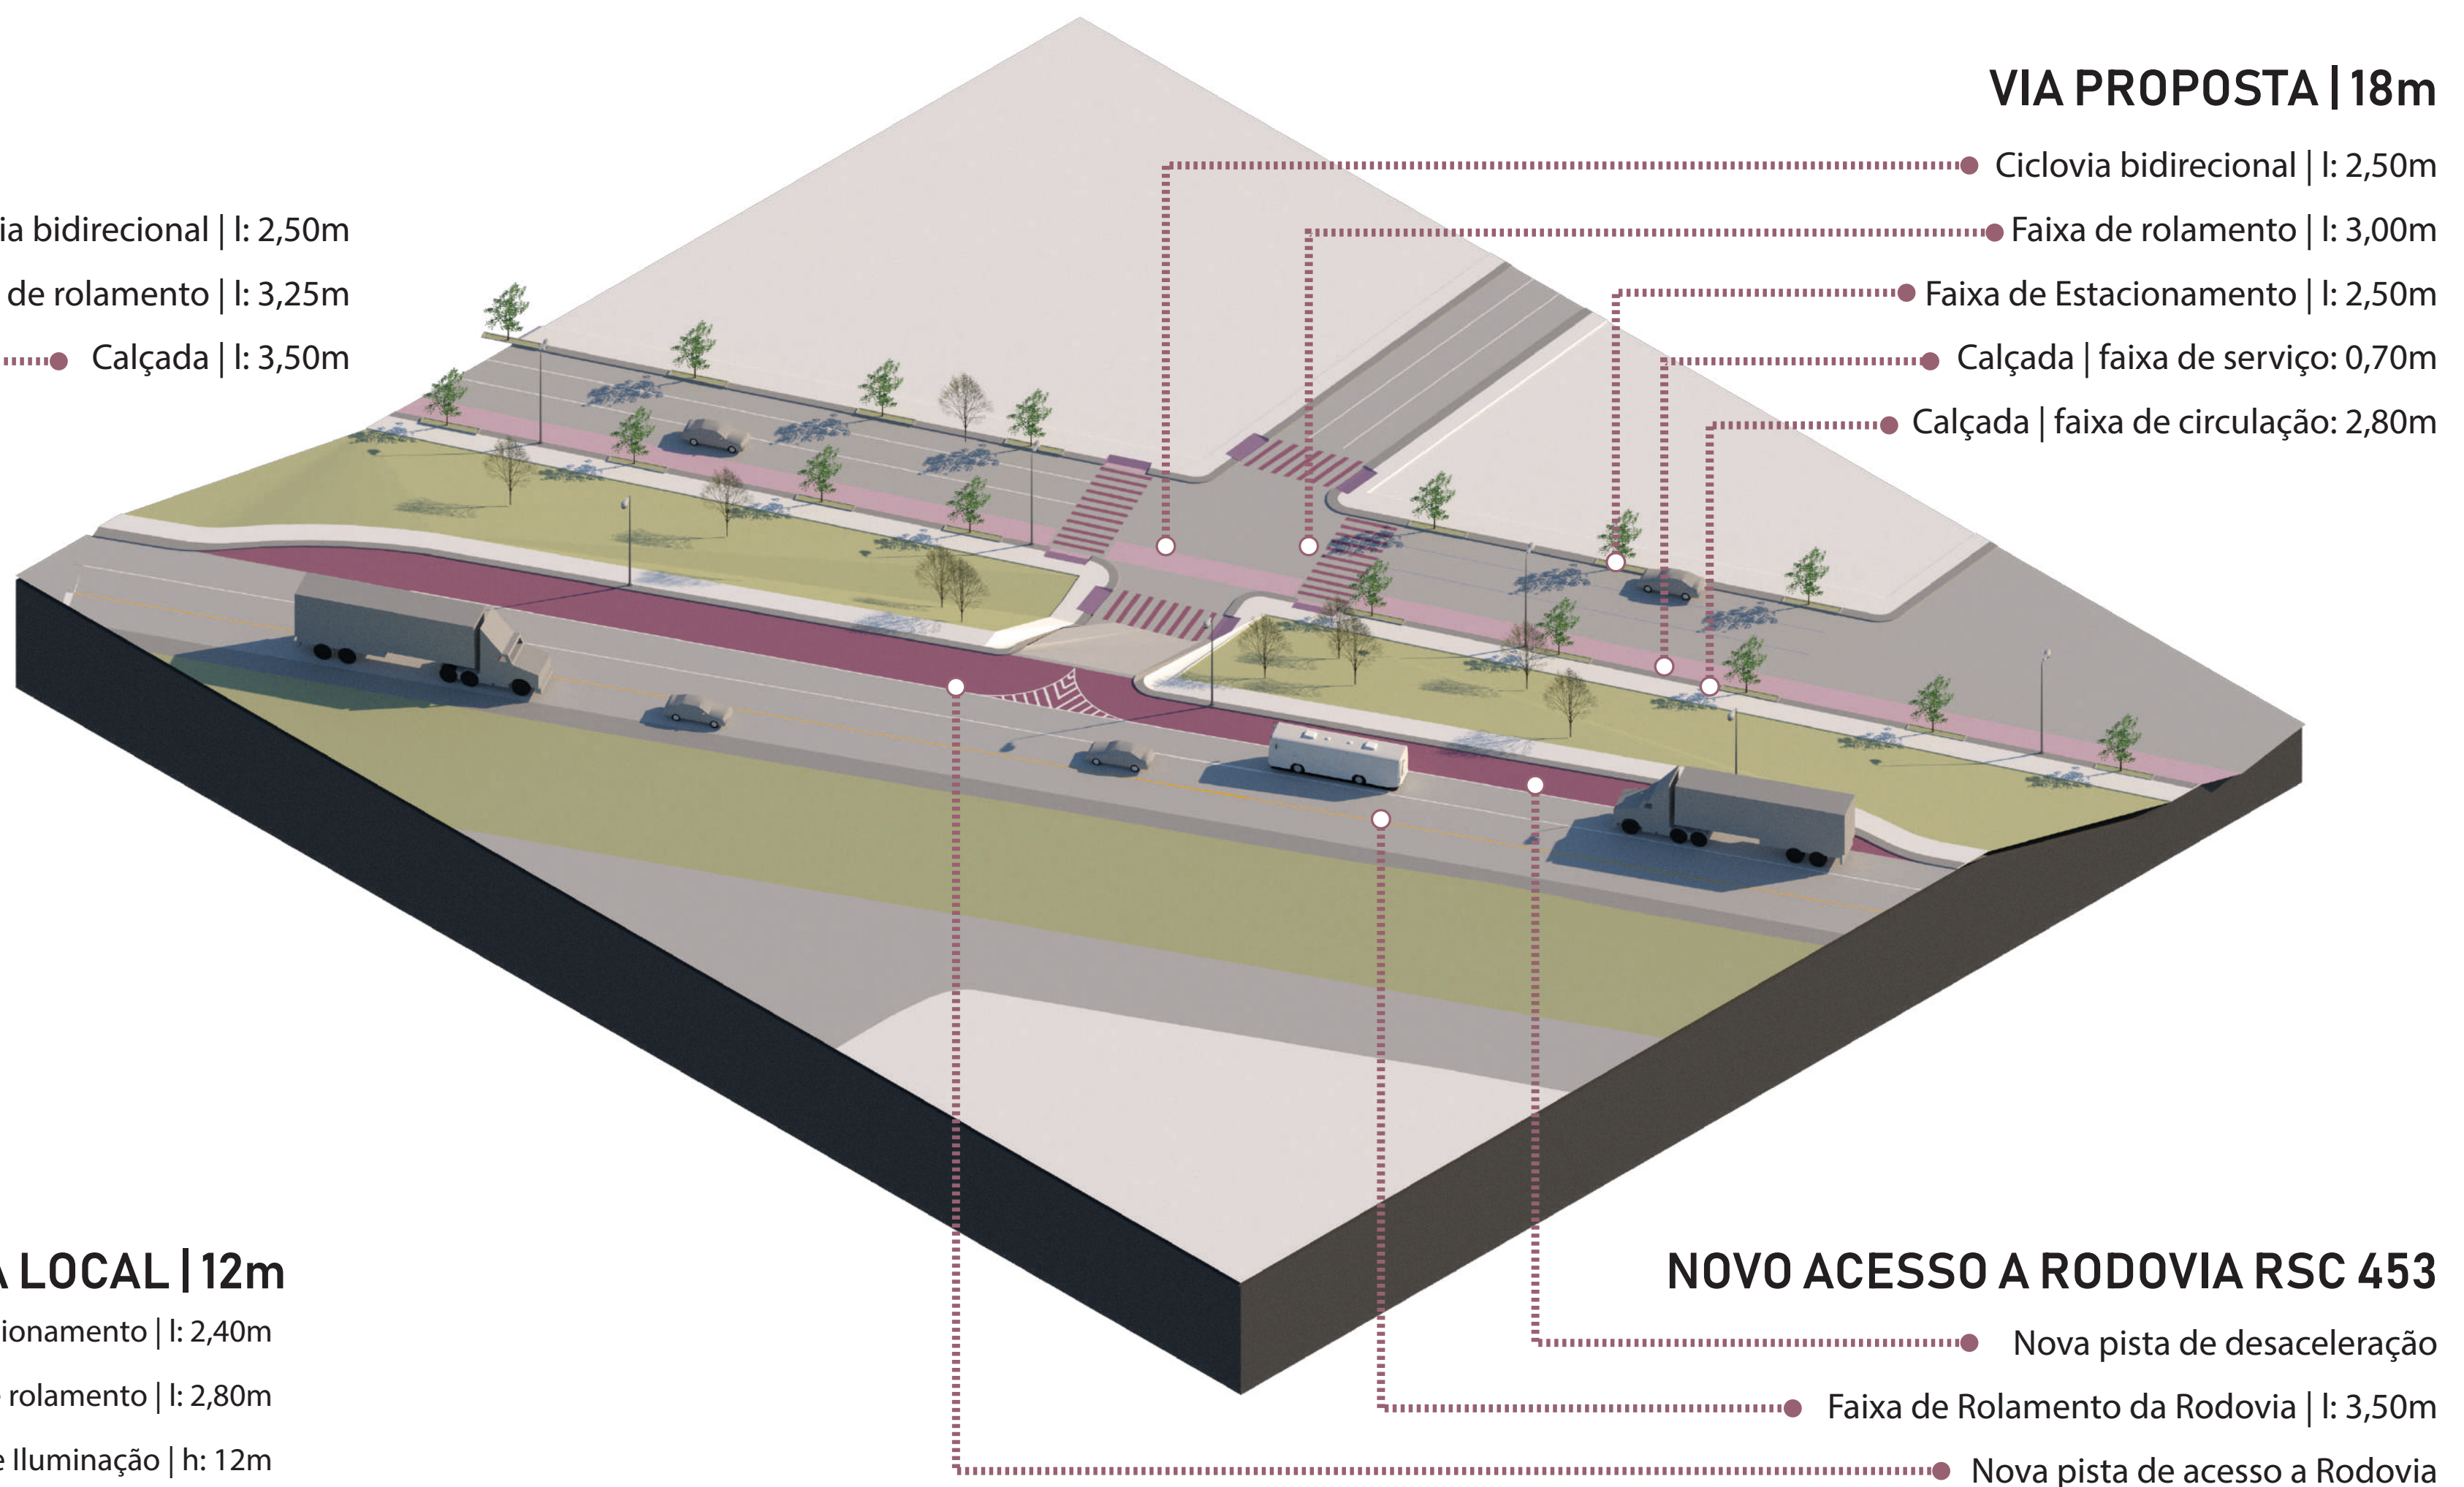 VIA PROPOSTA | 18m
Ciclovia bidirecional | l: 2,50m
Faixa de rolamento | l: 3,00m
Faixa de Estacionamento | l: 2,50m
Calçada | faixa de serviço: 0,70m
Calçada | faixa de circulação: 2,80m
ia bidirecional | l: 2,50m
de rolamento | l: 3,25m
Calçada | l: 3,50m
A LOCAL | 12m
ionamento | l: 2,40m
rolamento | l: 2,80m
e Iluminação | h: 12m
NOVO ACESSO A RODOVIA RSC 453
Nova pista de desaceleração
Faixa de Rolamento da Rodovia | l: 3,50m
Nova pista de acesso a Rodovia